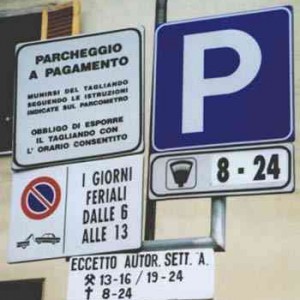 PARCHEGGIO
A PAGAMENTO
MUNIRSI DEL TAGLIANDO
SEGUENDO LE ISTRUZIONI
INDICATE SUL PARCOMETRO
OBBLIGO DI ESPORRE
IL TAGLIANDO CON
L' ORARIO CONSENTITO
P
8 - 24
I GIORNI
FERIALI
DALLE 6
ALLE 13
ECCETTO AUTOR. SETT. A.
13-16 / 19-24
8-24